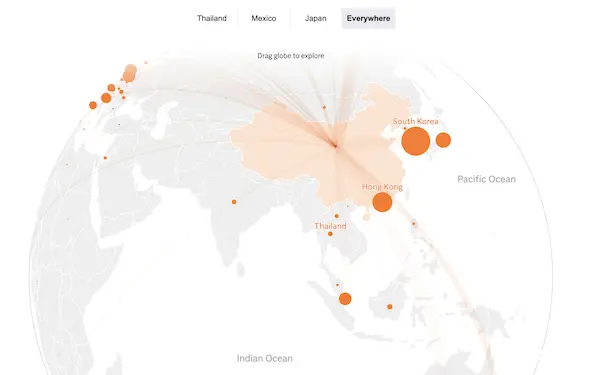 Thailand
Mexico
Japan
Everywhere
Drag globe to explore
South Korea
Pacific Ocean
Hong Kong
Thailand
Indian Ocean